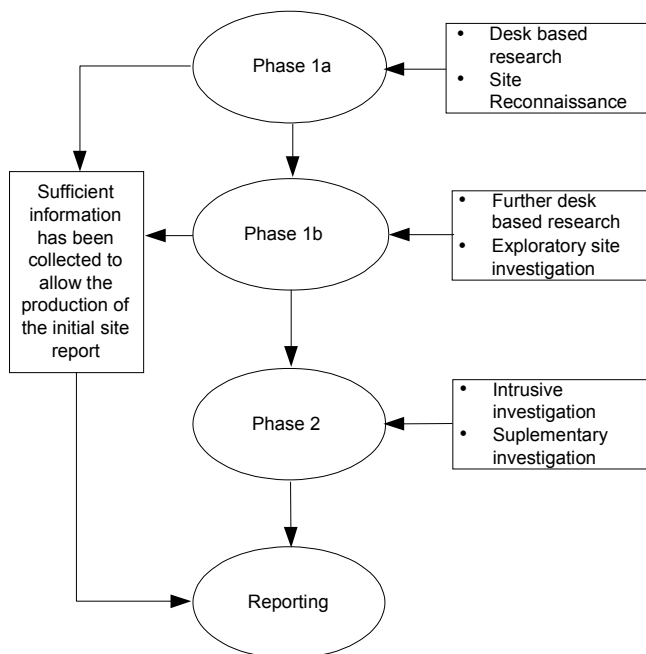 Phase 1a
• Desk based
research
• Site
Reconnaissance
Sufficient
information
has been
collected to
allow the
production of
the initial site
report
Phase 1b
• Further desk
based research
• Exploratory site
investigation
Phase 2
• Intrusive
investigation
• Suplementary
investigation
Reporting